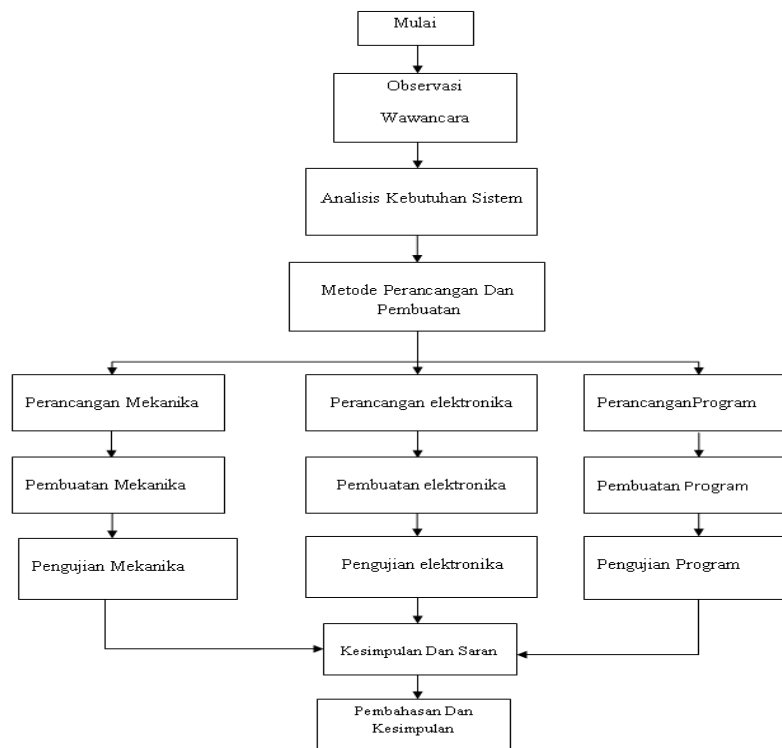 Mulai
Observasi
Wawancara
Analisis Kebutuhan Sistem
Metode Perancangan Dan
Pembuatan
Perancangan Mekanika
Perancangan elektronika
PerancanganProgram
Pembuatan Mekanika
Pembuatan elektronika
Pembuatan Program
Pengujian Mekanika
Pengujian elektronika
Pengujian Program
Kesimpulan Dan Saran
Pembahasan Dan
Kesimpulan